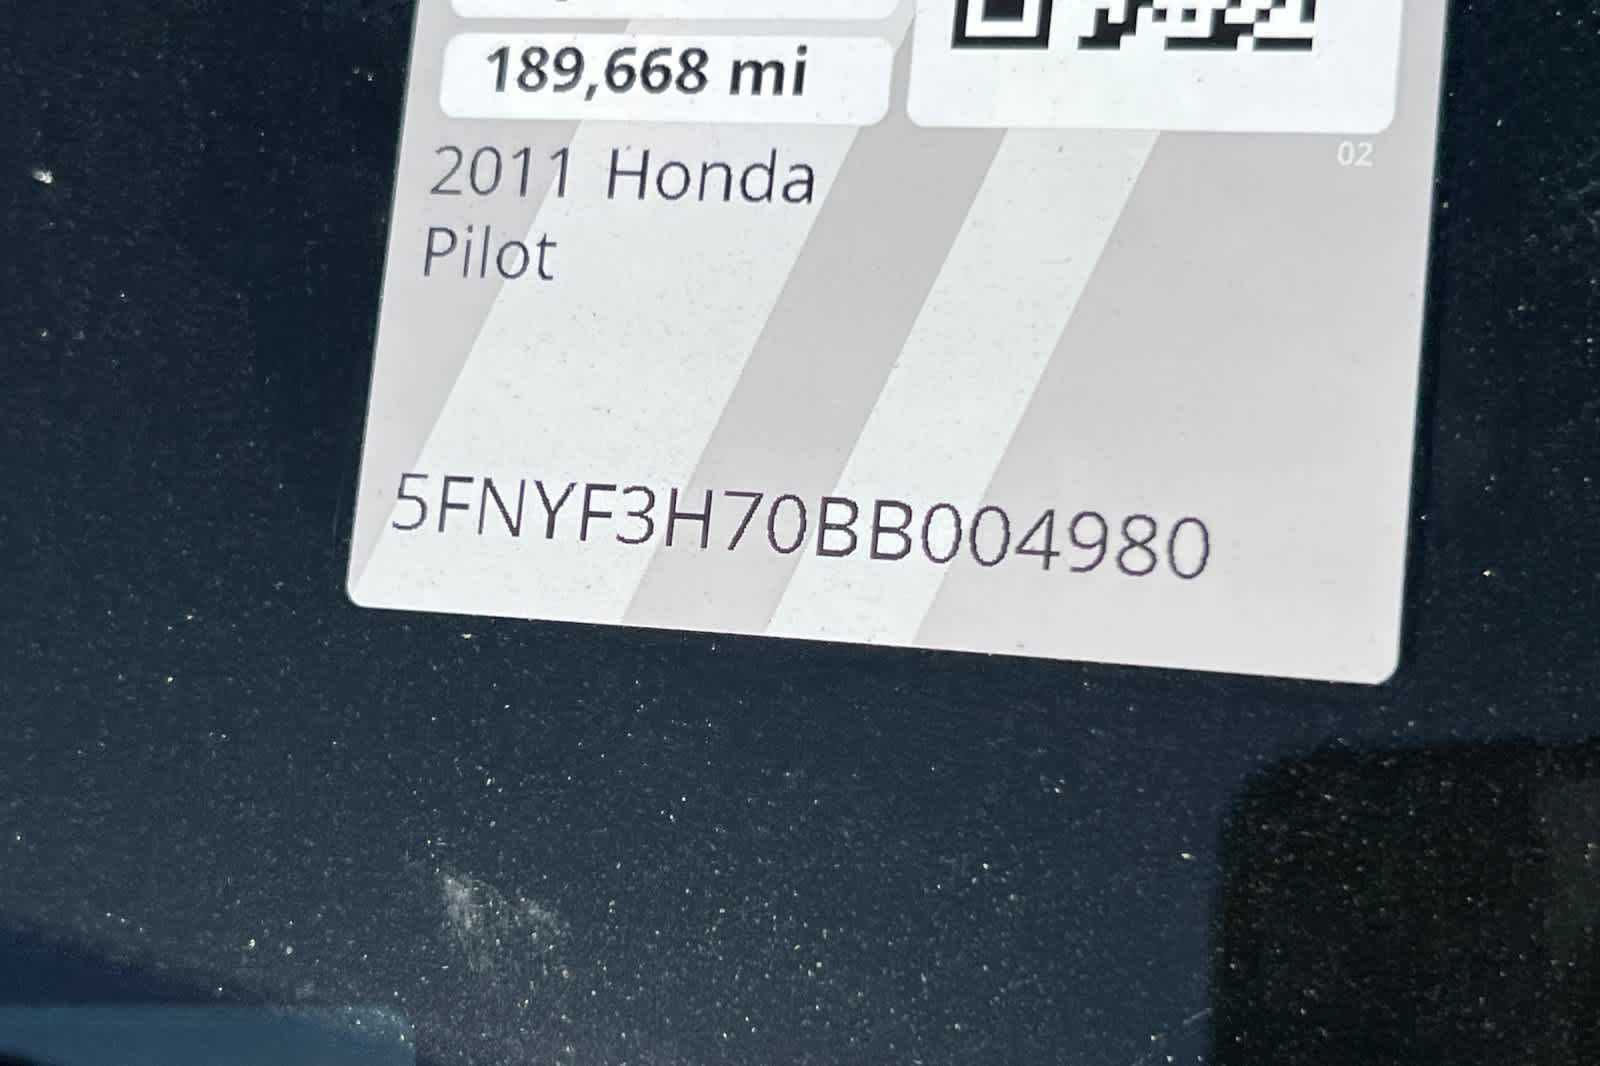 189,668 mi
2011 Honda
Pilot
02
5FNYF3H70BB004980